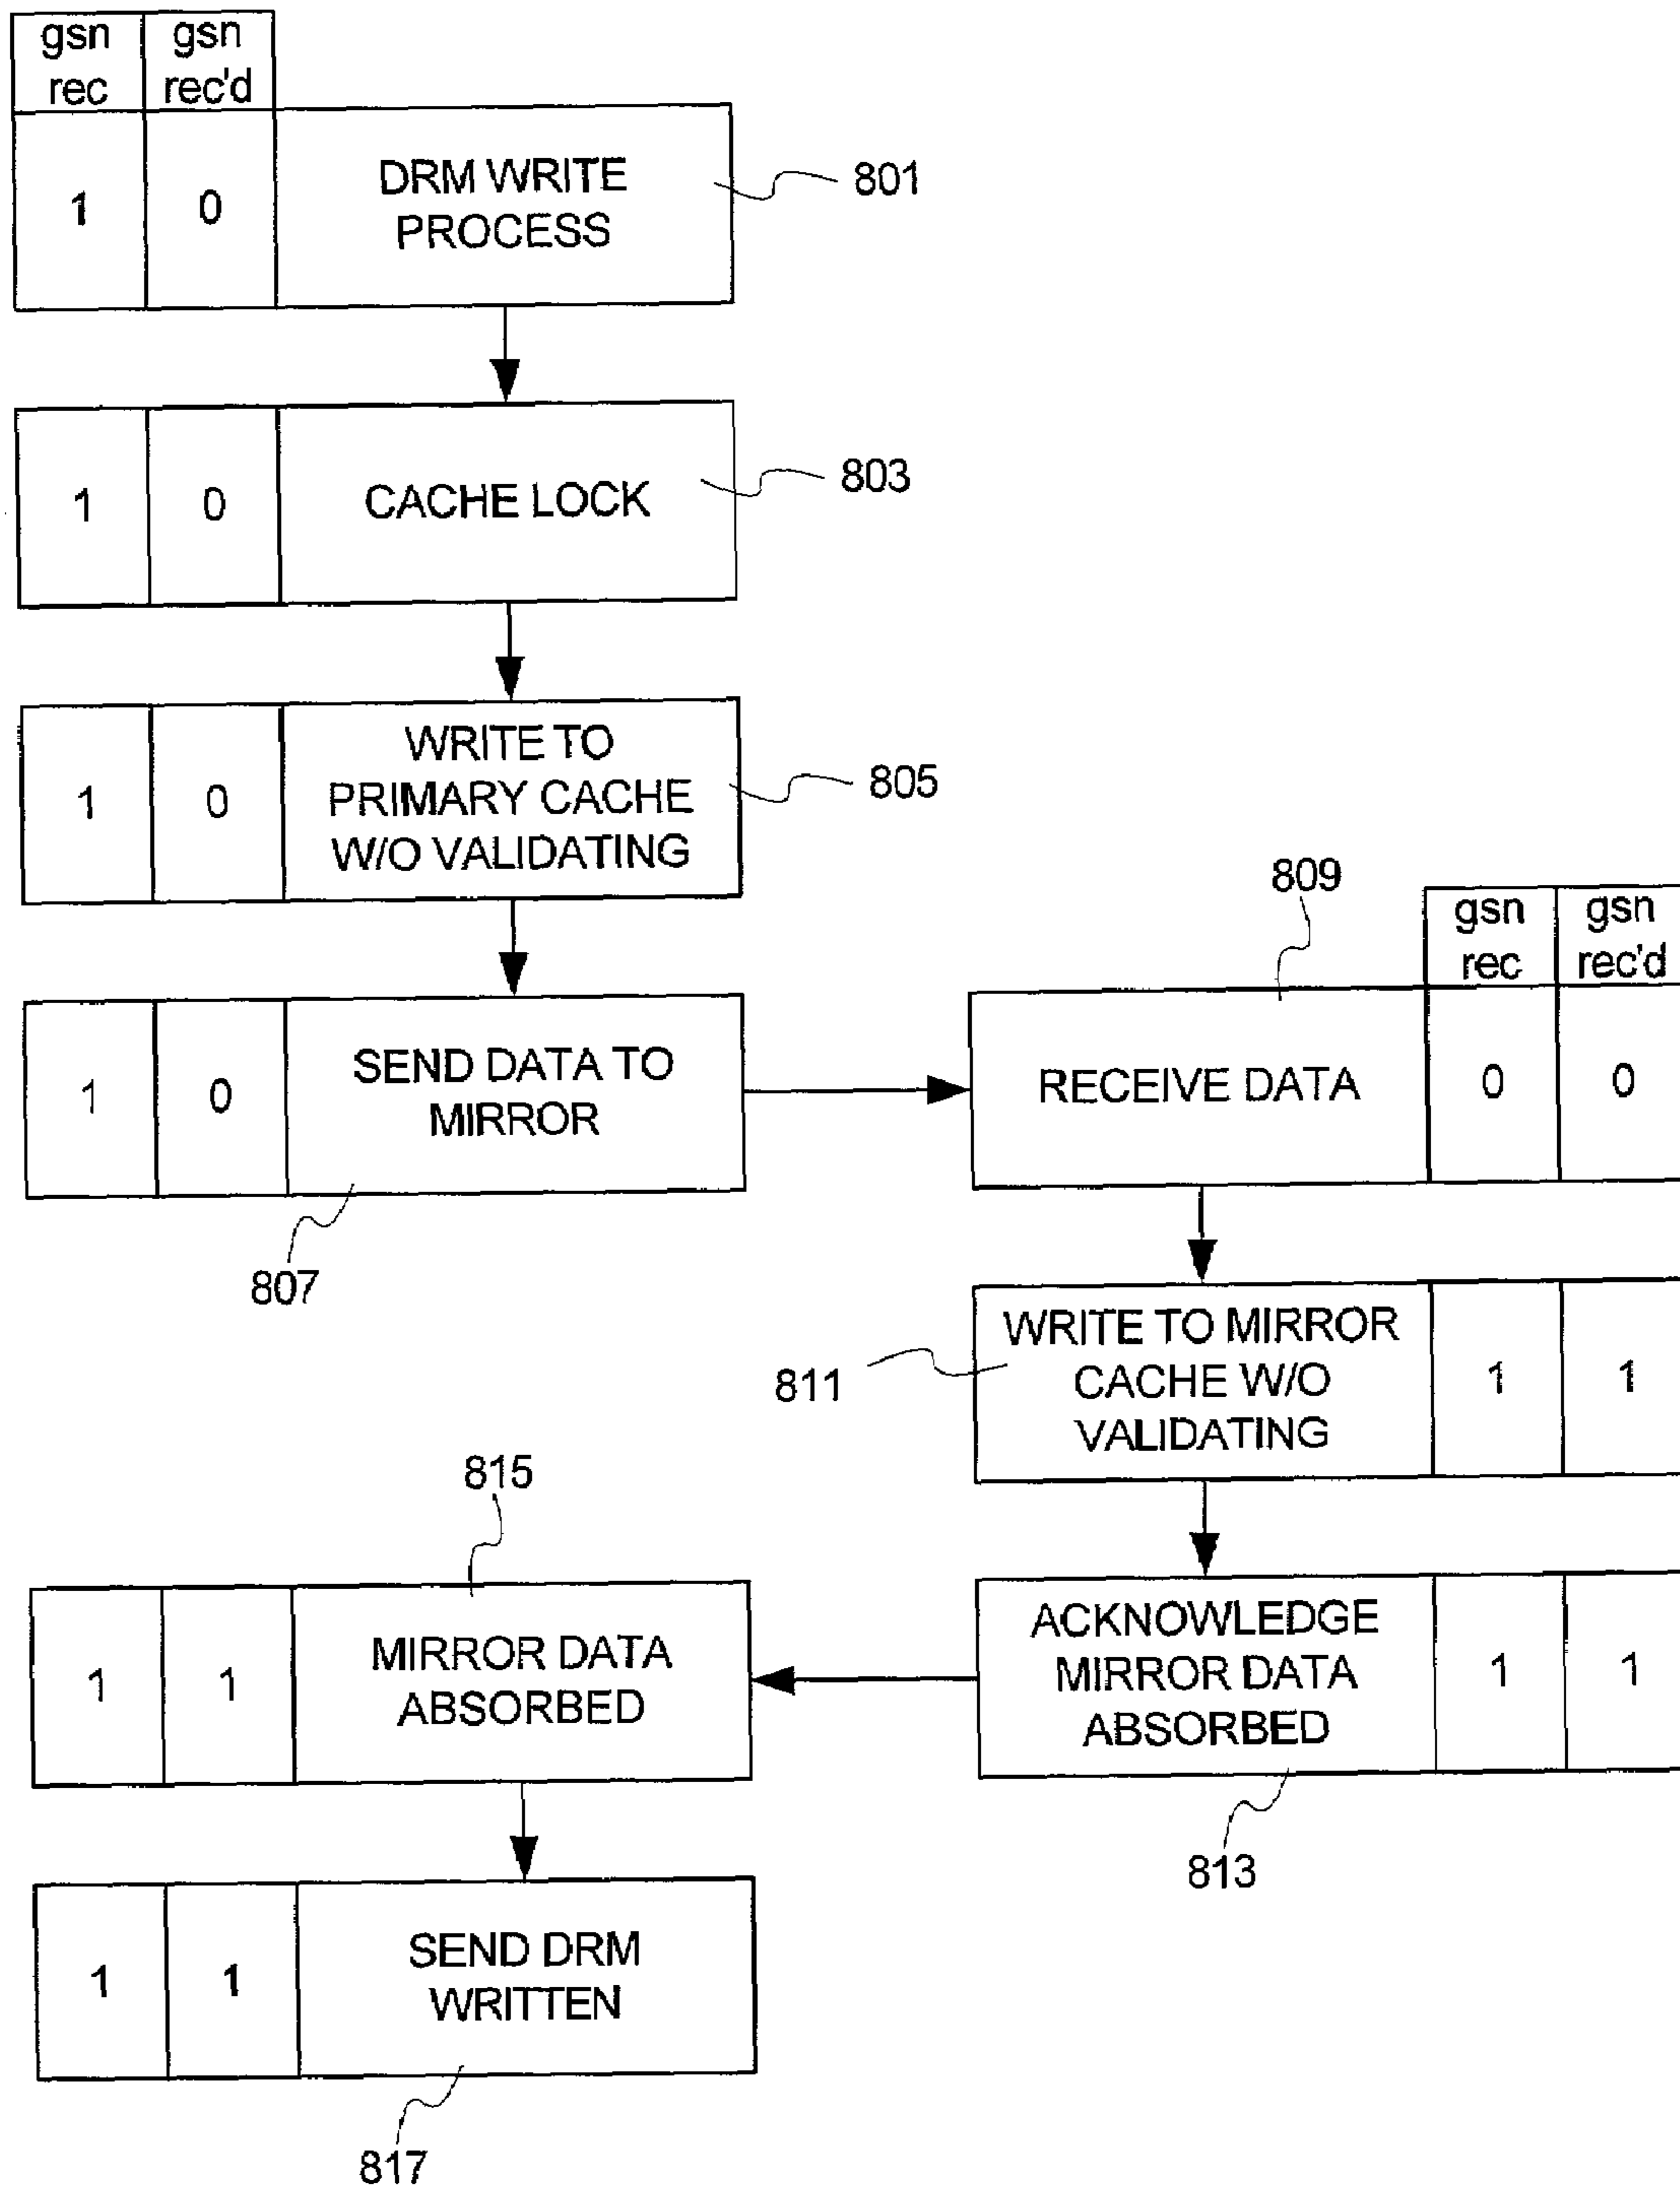 gsn
rec
gsn
rec'd
1
0
DRM WRITE
PROCESS
801
1
0
CACHE LOCK
803
1
0
WRITE TO
PRIMARY CACHE
W/O VALIDATING
805
1
0
SEND DATA TO
MIRROR
807
809
gsn
rec
gsn
rec'd
RECEIVE DATA
0
0
811
WRITE TO MIRROR
CACHE W/O
VALIDATING
1
1
ACKNOWLEDGE
MIRROR DATA
ABSORBED
1
1
813
815
1
1
MIRROR DATA
ABSORBED
1
1
SEND DRM
WRITTEN
817